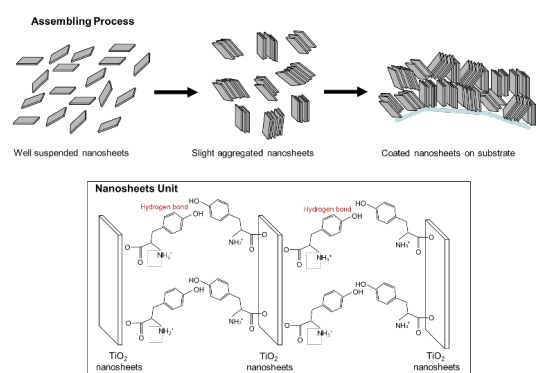 Assembling Process
Well suspended nanosheets
Slight aggregated nanosheets
Coated nanosheets on substrate
Nanosheets Unit
Hydrogen bond
Hydrogen bond
OH
HO
OH
HO
O
O
NH3+
NH3+
O
O
O
O
NH3+
NH3+
O
O
OH
HO
OH
HO
O
O
NH3+
NH3+
O
O
O
O
NH3+
NH3+
O
O
TiO2
nanosheets
TiO2
nanosheets
TiO2
nanosheets